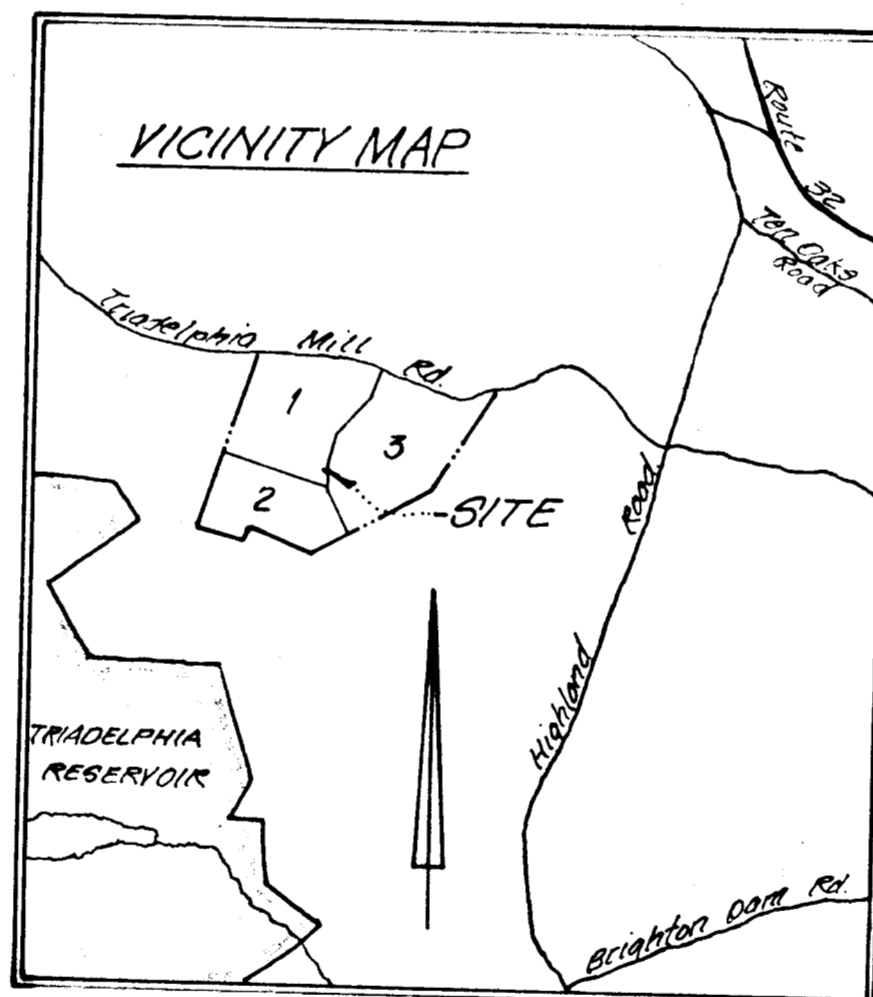 VICINITY MAP
Route 32
Ten Oaks
Road
Triadelphia Mill Rd.
1
3
2
SITE
Highland Road
TRIADELPHIA
RESERVOIR
Brighton Dam Rd.